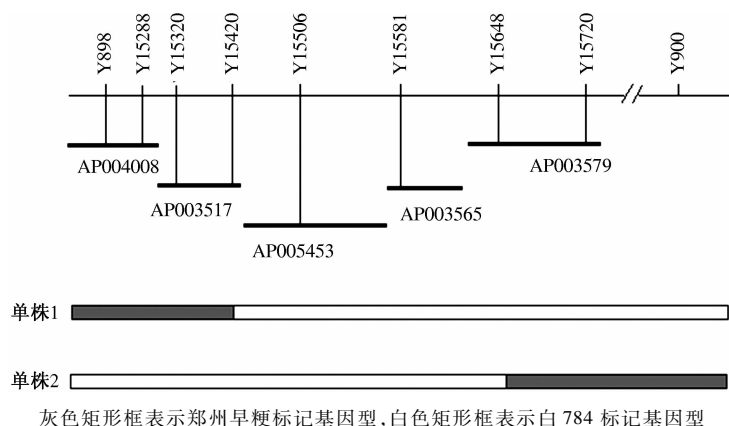 Y898 Y15288 Y15320 Y15420 Y15506 Y15581 Y15648 Y15720 Y900
AP004008
AP003579
AP003517
AP003565
AP005453
单株1
单株2
灰色矩形框表示郑州早粳标记基因型,白色矩形框表示白784标记基因型